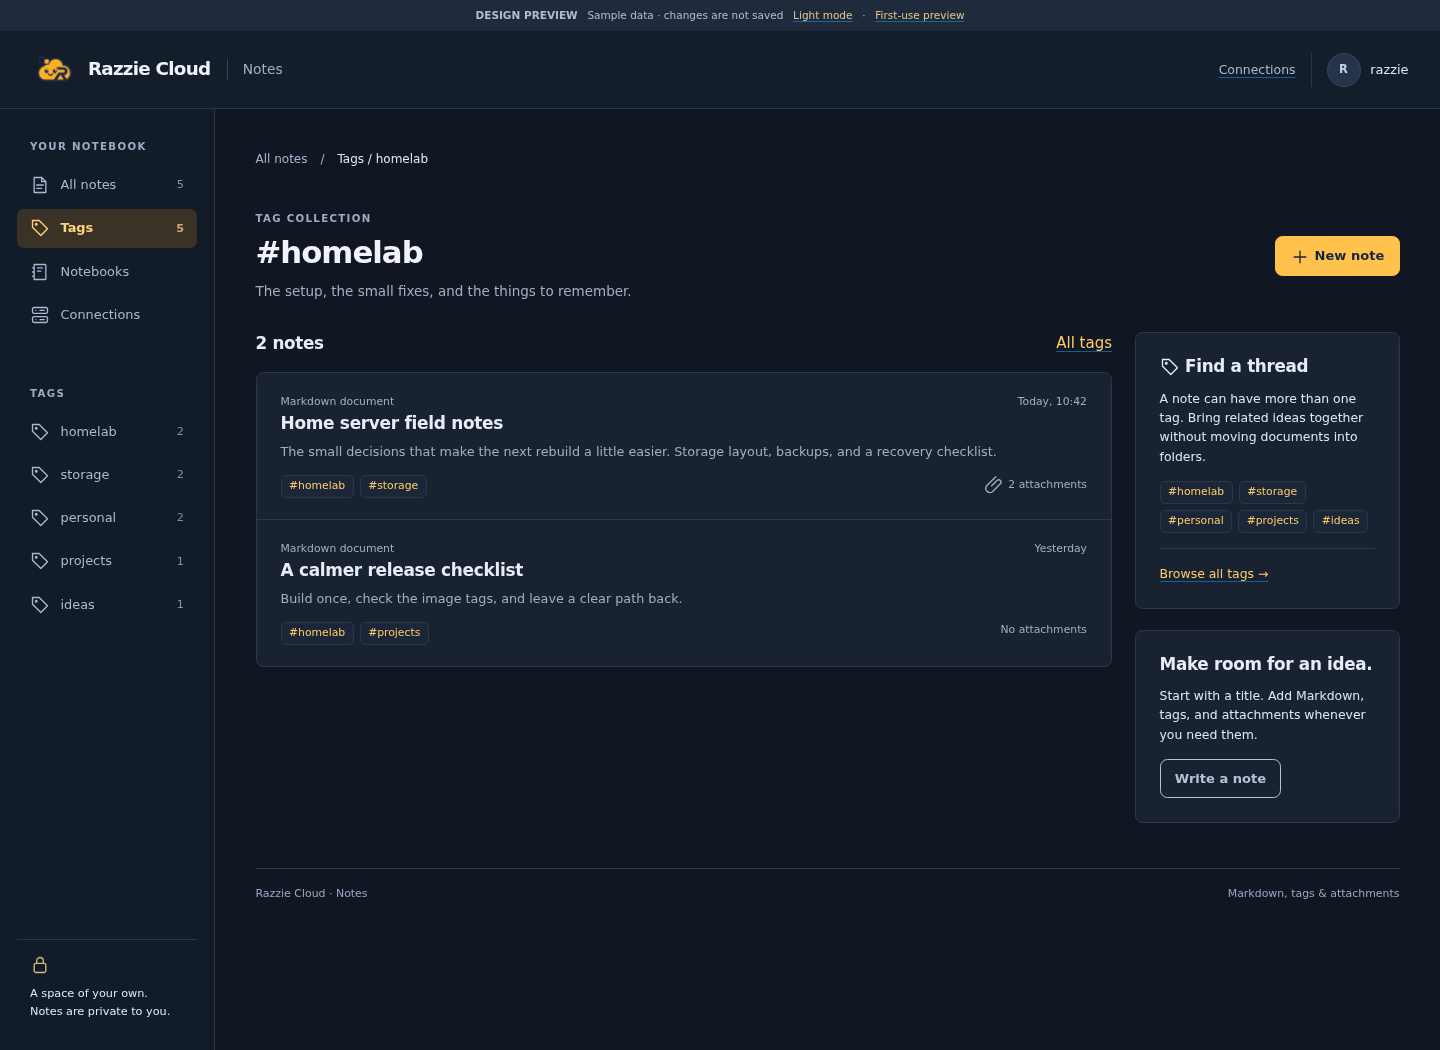 DESIGN PREVIEW Sample data · changes are not saved Light mode · First-use preview
Razzie Cloud Notes
Connections R razzie
YOUR NOTEBOOK
All notes 5
Tags 5
Notebooks
Connections
TAGS
homelab 2
storage 2
personal 2
projects 1
ideas 1
A space of your own.
Notes are private to you.
All notes / Tags / homelab
TAG COLLECTION
#homelab
The setup, the small fixes, and the things to remember.
+ New note
2 notes All tags
Markdown document Today, 10:42
Home server field notes
The small decisions that make the next rebuild a little easier. Storage layout, backups, and a recovery checklist.
#homelab #storage 2 attachments
Markdown document Yesterday
A calmer release checklist
Build once, check the image tags, and leave a clear path back.
#homelab #projects No attachments
Find a thread
A note can have more than one
tag. Bring related ideas together
without moving documents into
folders.
#homelab #storage
#personal #projects #ideas
Browse all tags →
Make room for an idea.
Start with a title. Add Markdown,
tags, and attachments whenever
you need them.
Write a note
Razzie Cloud · Notes Markdown, tags & attachments